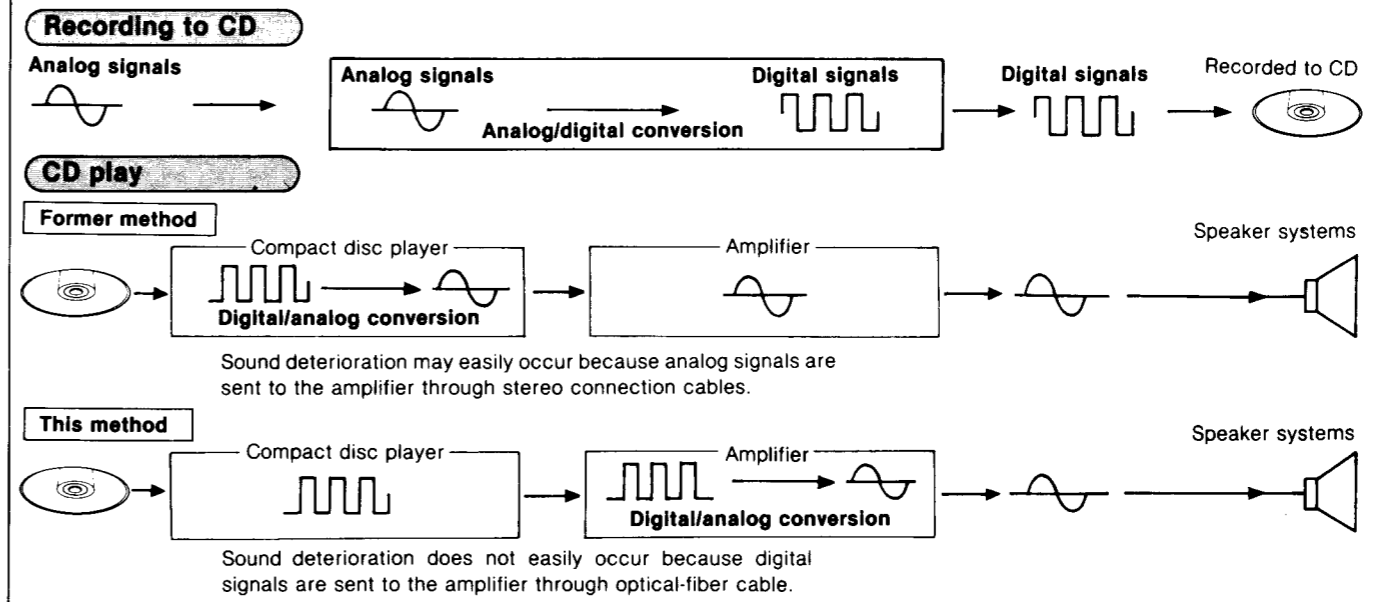 Recording to CD
Analog signals
Analog signals
Analog/digital conversion
Digital signals
Digital signals
Recorded to CD
CD play
Former method
Compact disc player
Digital/analog conversion
Amplifier
Speaker systems
Sound deterioration may easily occur because analog signals are
sent to the amplifier through stereo connection cables.
This method
Compact disc player
Amplifier
Digital/analog conversion
Speaker systems
Sound deterioration does not easily occur because digital
signals are sent to the amplifier through optical-fiber cable.